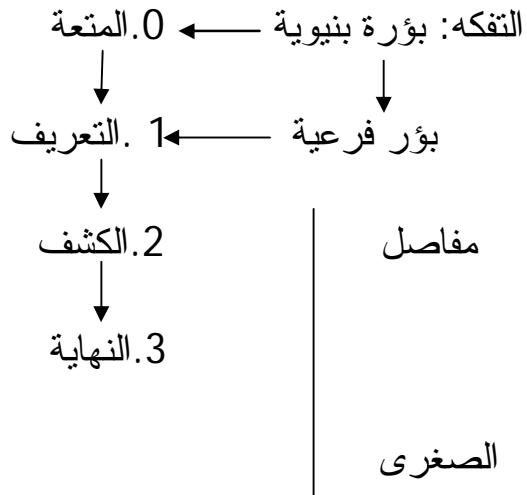 التفكه: بؤرة بنيوية 0.المتعة
بؤر فرعية 1 .التعريف
مفاصل 2.الكشف
3.النهاية
الصغرى